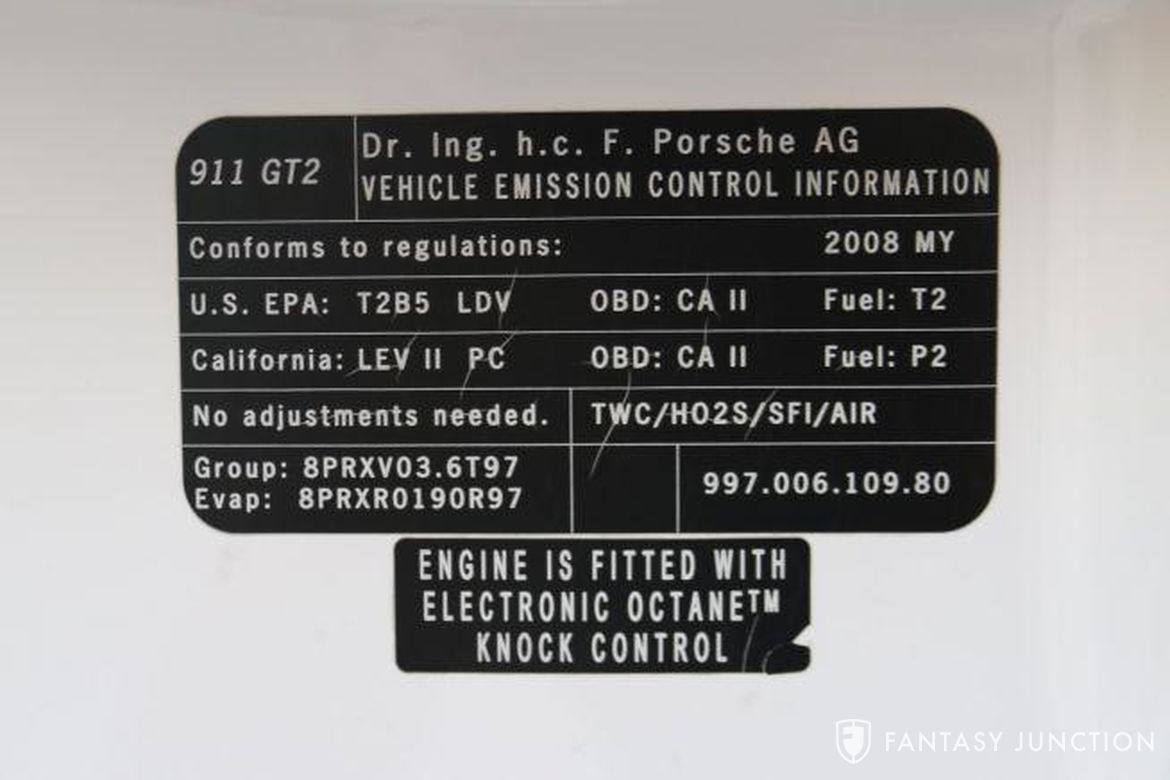 911 GT2
Dr. Ing. h.c. F. Porsche AG
VEHICLE EMISSION CONTROL INFORMATION
Conforms to regulations: 2008 MY
U.S. EPA: T2B5 LDV OBD: CA II Fuel: T2
California: LEV II PC OBD: CA II Fuel: P2
No adjustments needed. TWC/HO2S/SFI/AIR
Group: 8PRXV03.6T97
Evap: 8PRXR0190R97
997.006.109.80
ENGINE IS FITTED WITH
ELECTRONIC OCTANE™
KNOCK CONTROL
FANTASY JUNCTION